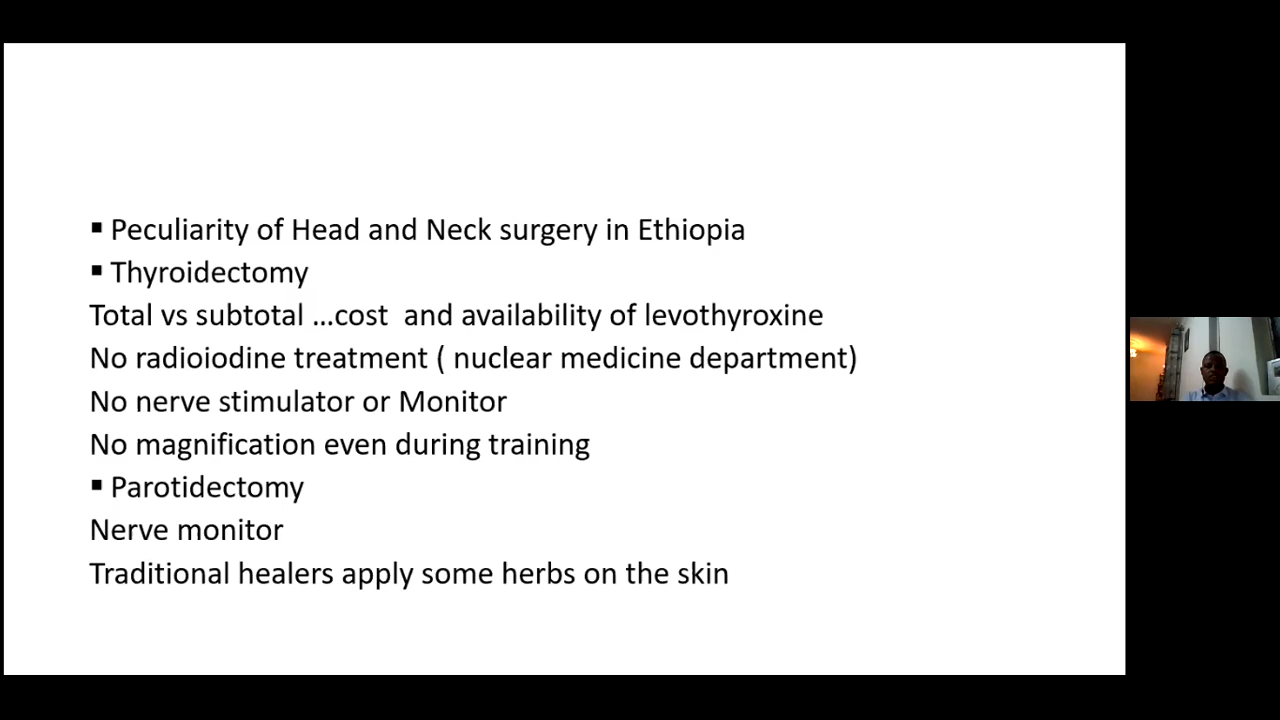 ▪ Peculiarity of Head and Neck surgery in Ethiopia
▪ Thyroidectomy
Total vs subtotal ...cost  and availability of levothyroxine
No radioiodine treatment ( nuclear medicine department)
No nerve stimulator or Monitor
No magnification even during training
▪ Parotidectomy
Nerve monitor
Traditional healers apply some herbs on the skin